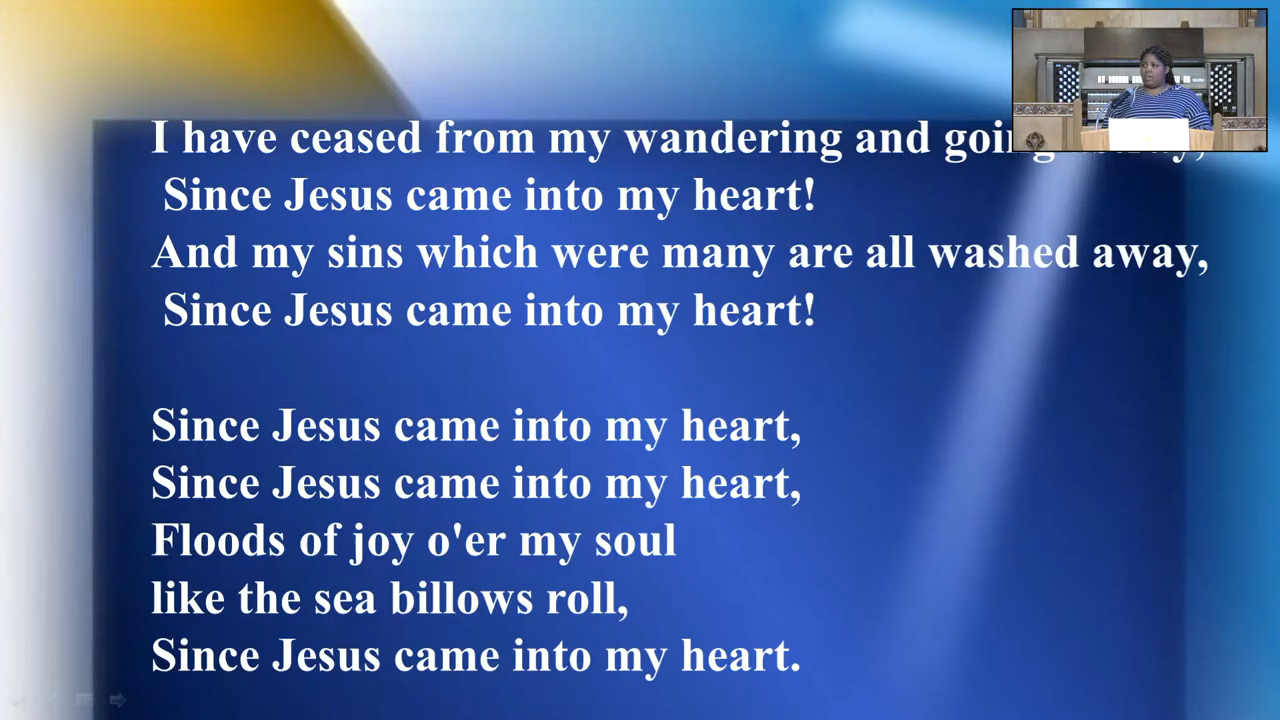 I have ceased from my wandering and going
Since Jesus came into my heart!
And my sins which were many are all washed away,
Since Jesus came into my heart!
Since Jesus came into my heart,
Since Jesus came into my heart,
Floods of joy o'er my soul
like the sea billows roll,
Since Jesus came into my heart.